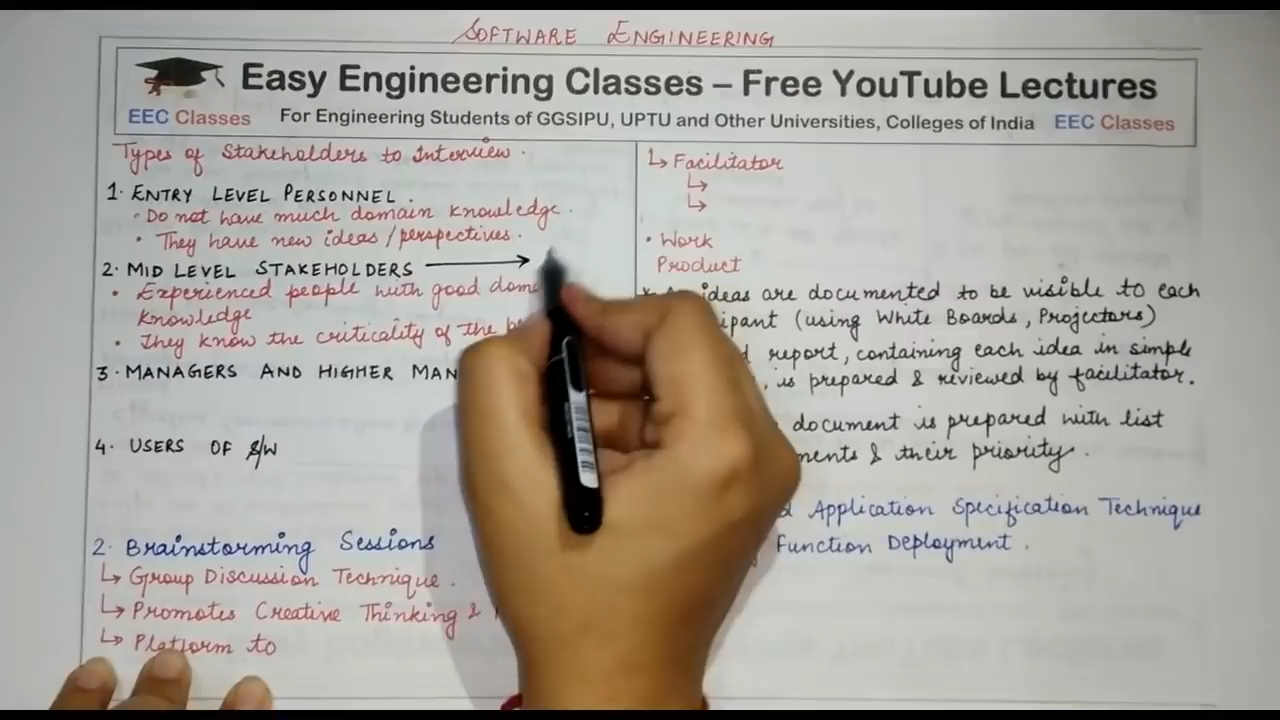 SOFTWARE ENGINEERING
Easy Engineering Classes – Free YouTube Lectures
EEC Classes For Engineering Students of GGSIPU, UPTU and Other Universities, Colleges of India EEC Classes
Types of Stakeholders to Interview.
1. ENTRY LEVEL PERSONNEL.
• Do not have much domain knowledge.
• They have new ideas/perspectives.
2. MID LEVEL STAKEHOLDERS →
• Experienced people with good
knowledge
• They know the criticality of the
3. MANAGERS AND HIGHER
4. USERS OF S/W
2. Brainstorming Sessions
↳ Group Discussion Technique.
↳ Promotes Creative Thinking &
↳ Platform to
↳ Facilitator
↳
↳
• Work
Product
ideas are documented to be visible to each
(using White Boards, Projectors)
report, containing each idea in simple
, is prepared & reviewed by facilitator.
document is prepared with list
& their priority.
Application Specification Technique
Function Deployment.